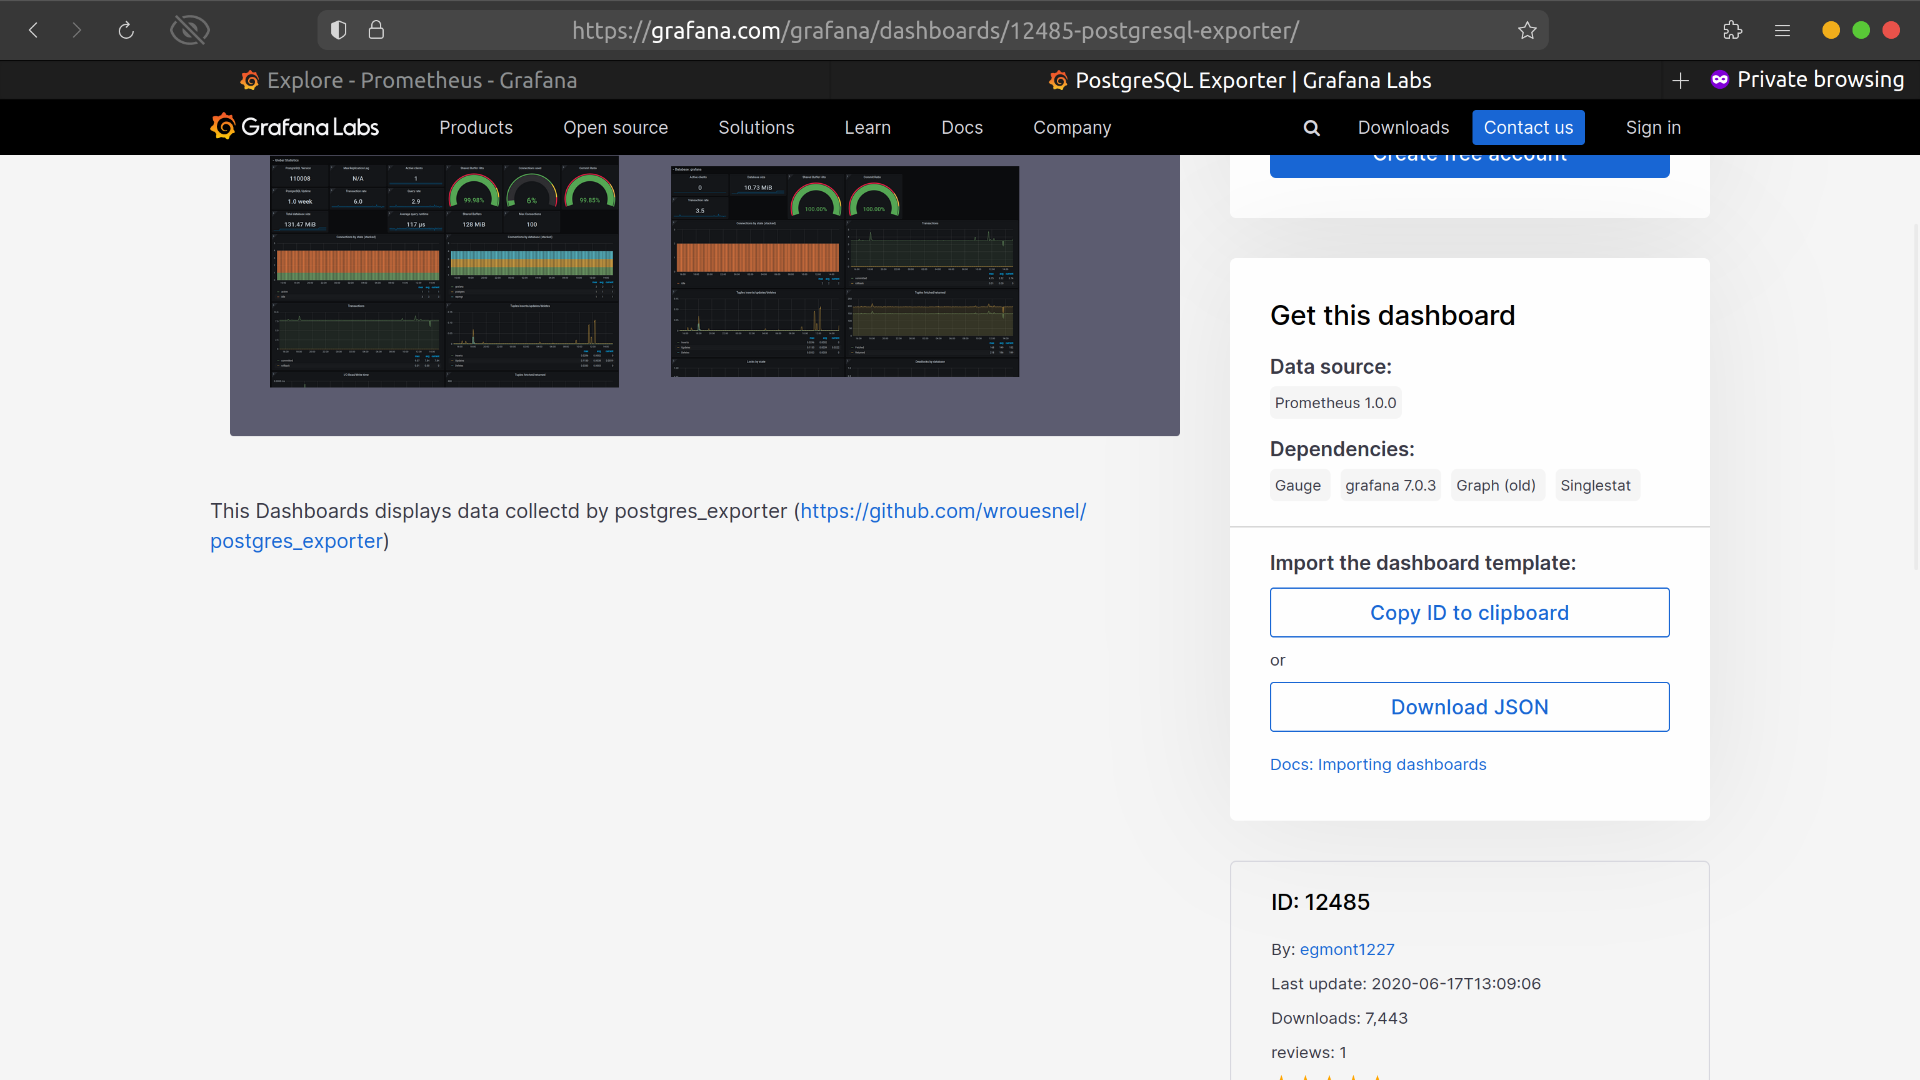 https://grafana.com/grafana/dashboards/12485-postgresql-exporter/
Explore - Prometheus - Grafana
PostgreSQL Exporter | Grafana Labs
Private browsing
Grafana Labs
Products
Open source
Solutions
Learn
Docs
Company
Downloads
Contact us
Sign in
Create free account
110008
N/A
1
1.0 week
6.0
2.9
131.47 MiB
117 µs
128 MiB
100
99.98%
6%
99.85%
0
10.73 MiB
3.5
100.00%
100.00%
This Dashboards displays data collectd by postgres_exporter (https://github.com/wrouesnel/
postgres_exporter)
Get this dashboard
Data source:
Prometheus 1.0.0
Dependencies:
Gauge
grafana 7.0.3
Graph (old)
Singlestat
Import the dashboard template:
Copy ID to clipboard
or
Download JSON
Docs: Importing dashboards
ID: 12485
By: egmont1227
Last update: 2020-06-17T13:09:06
Downloads: 7,443
reviews: 1